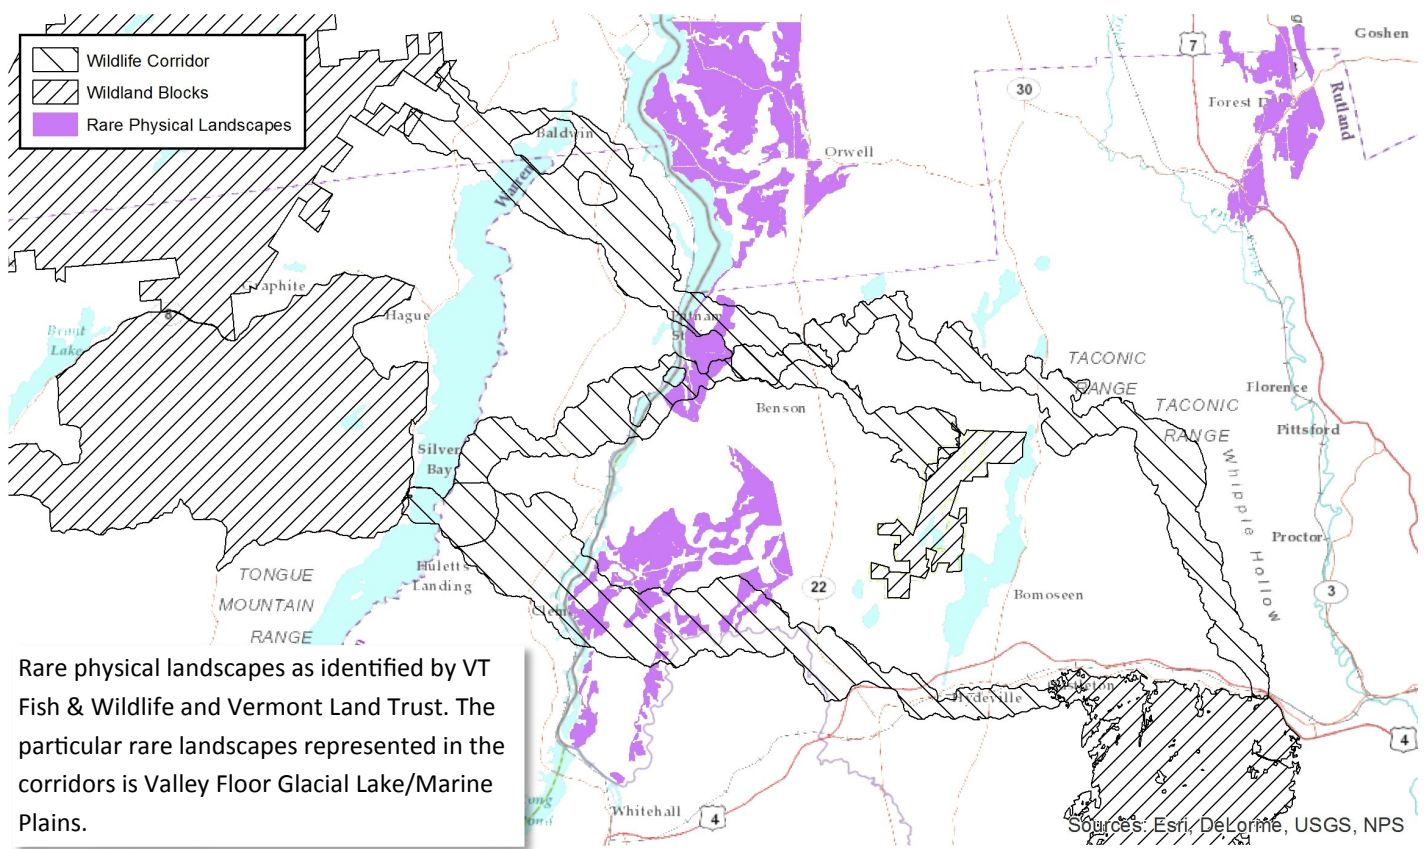 Wildlife Corridor
Wildland Blocks
Rare Physical Landscapes
Goshen
7
30
Rutland
Baldwin
Orwell
Warren
Graphite
Hague
Putnam
Brant
Lake
TACONIC
RANGE
TACONIC
RANGE
Florence
Pittsford
Benson
Silver
Bay
Whipple Hollow
Proctor
TONGUE
MOUNTAIN
RANGE
Huletts
Landing
22
Bomoseen
3
Hydeville
4
Whitehall
4
Rare physical landscapes as identified by VT
Fish & Wildlife and Vermont Land Trust. The
particular rare landscapes represented in the
corridors is Valley Floor Glacial Lake/Marine
Plains.
Sources: Esri, DeLorme, USGS, NPS